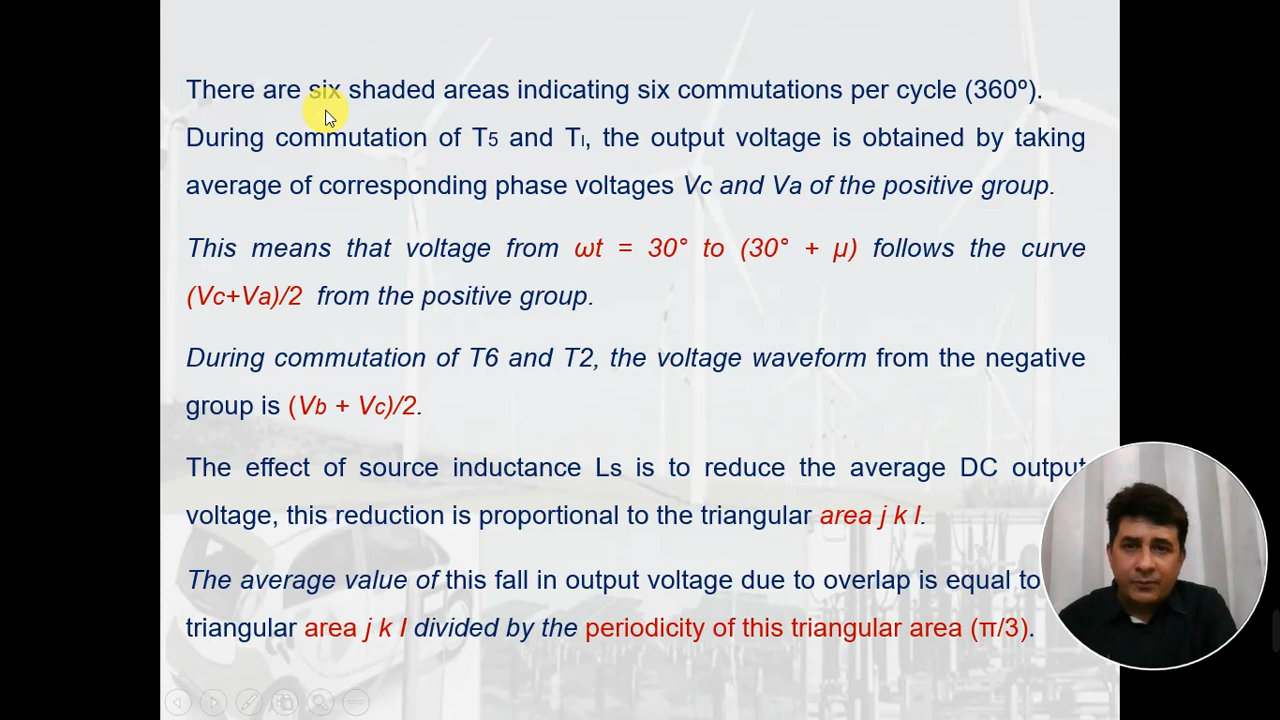 There are six shaded areas indicating six commutations per cycle (360º).
During commutation of T5 and TI, the output voltage is obtained by taking
average of corresponding phase voltages Vc and Va of the positive group.
This means that voltage from ωt = 30° to (30° + μ) follows the curve
(Vc+Va)/2 from the positive group.
During commutation of T6 and T2, the voltage waveform from the negative
group is (Vb + Vc)/2.
The effect of source inductance Ls is to reduce the average DC output
voltage, this reduction is proportional to the triangular area j k l.
The average value of this fall in output voltage due to overlap is equal to
triangular area j k l divided by the periodicity of this triangular area (π/3).